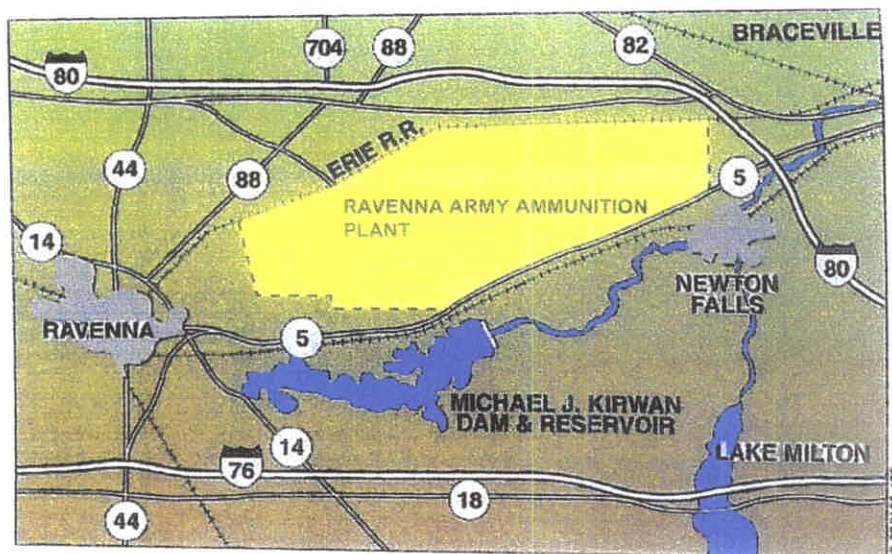 704
88
82
BRACEVILLE
80
ERIE R.R.
44
88
5
RAVENNA ARMY AMMUNITION
PLANT
14
80
NEWTON
FALLS
RAVENNA
5
MICHAEL J. KIRWAN
DAM & RESERVOIR
14
LAKE MILTON
76
18
44